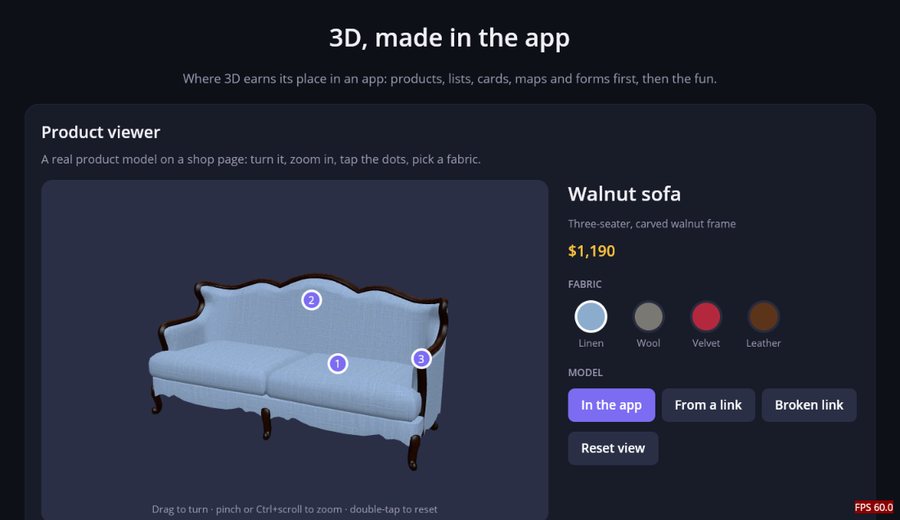 3D, made in the app
Where 3D earns its place in an app: products, lists, cards, maps and forms first, then the fun.
Product viewer
A real product model on a shop page: turn it, zoom in, tap the dots, pick a fabric.
2
1
3
Drag to turn · pinch or Ctrl+scroll to zoom · double-tap to reset
Walnut sofa
Three-seater, carved walnut frame
$1,190
FABRIC
Linen Wool Velvet Leather
MODEL
In the app From a link Broken link
Reset view
FPS 60.0